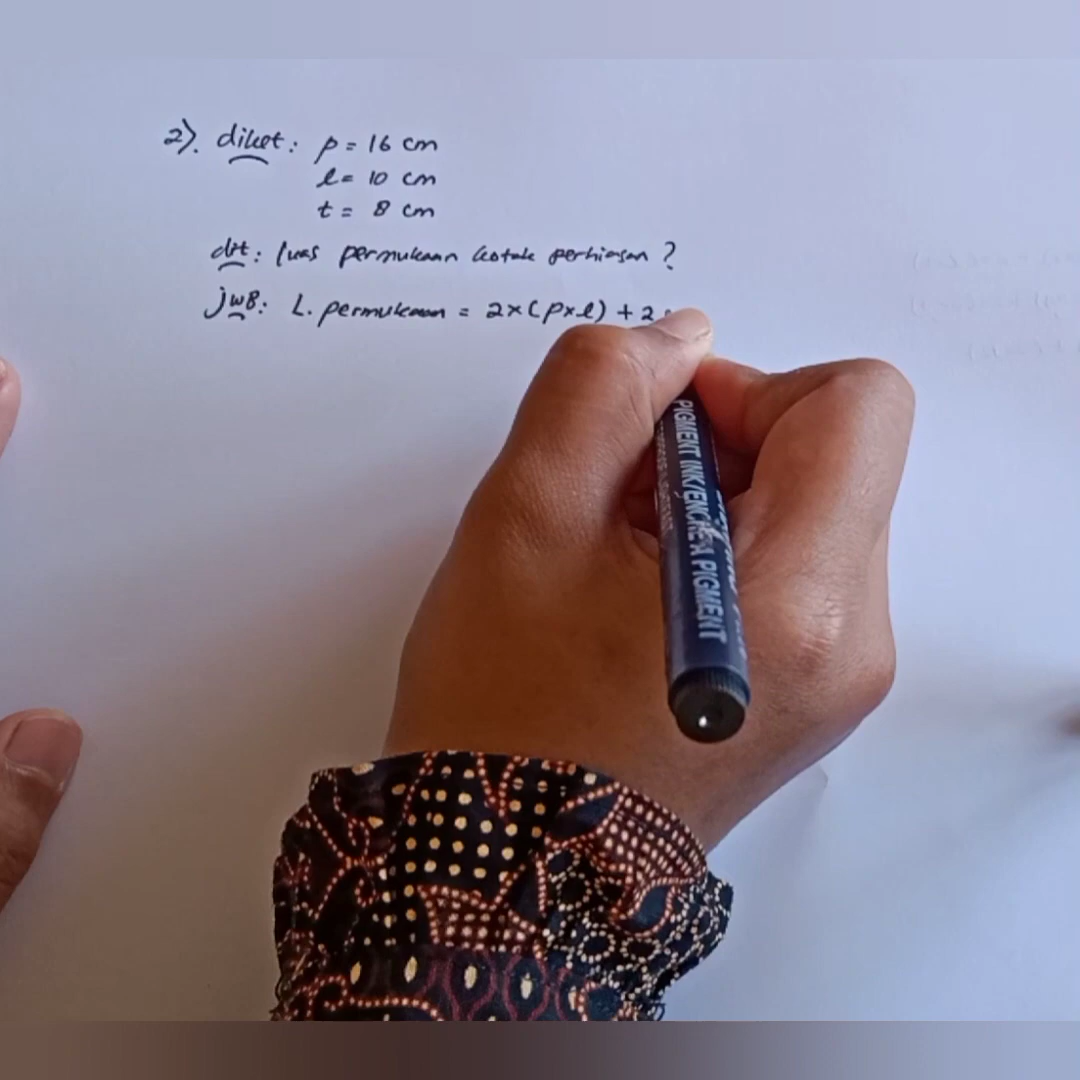 2). diket: p = 16 cm
l = 10 cm
t = 8 cm
dit: luas permukaan kotak perhiasan ?
jwb: L. permukaan = 2×(p×l) + 2
PIGMENT INK/ENCRE À PIGMENT